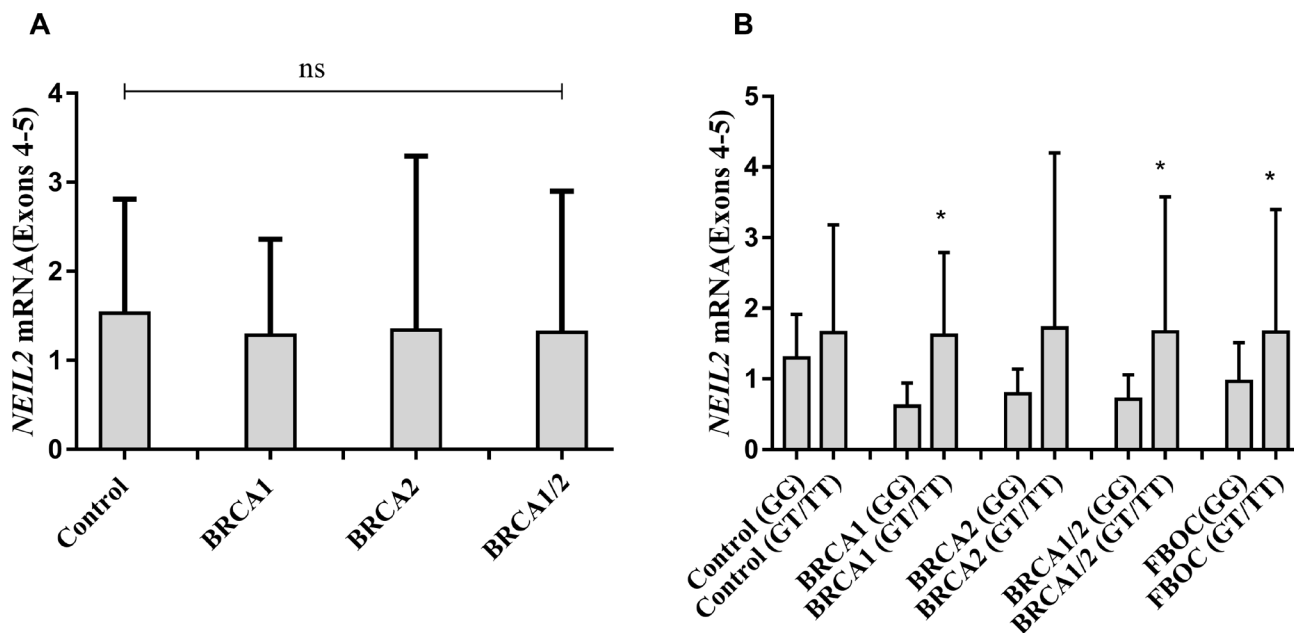 A
NEIL2 mRNA(Exons 4-5)
ns
4
3
2
1
0
Control
BRCA1
BRCA2
BRCA1/2
B
NEIL2 mRNA(Exons 4-5)
5
4
3
2
1
0
*
*
*
Control (GG)
Control (GT/TT)
BRCA1 (GG)
BRCA1 (GT/TT)
BRCA2 (GG)
BRCA2 (GT/TT)
BRCA1/2 (GG)
BRCA1/2 (GT/TT)
FBOC(GG)
FBOC (GT/TT)